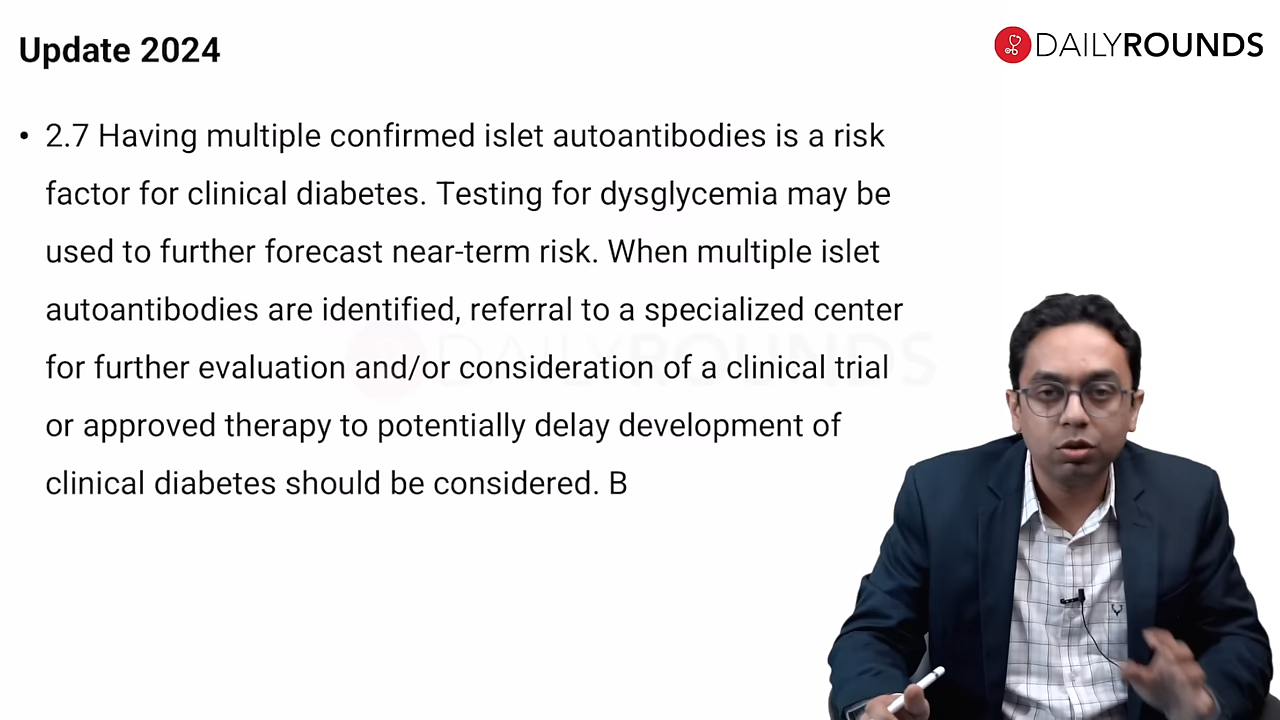 Update 2024
DAILYROUNDS
• 2.7 Having multiple confirmed islet autoantibodies is a risk
factor for clinical diabetes. Testing for dysglycemia may be
used to further forecast near-term risk. When multiple islet
autoantibodies are identified, referral to a specialized center
for further evaluation and/or consideration of a clinical trial
or approved therapy to potentially delay development of
clinical diabetes should be considered. B
DAILYROUNDS